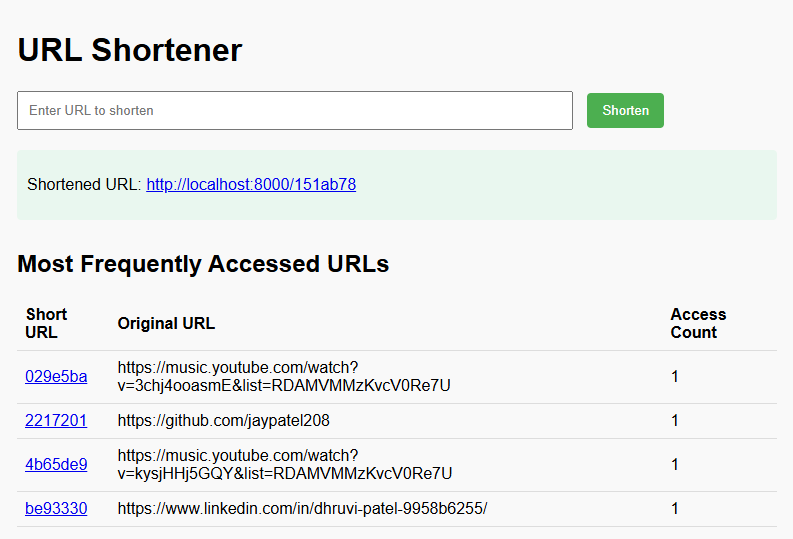 URL Shortener
Enter URL to shorten
Shorten
Shortened URL: http://localhost:8000/151ab78
Most Frequently Accessed URLs
Short URL
Original URL
Access Count
029e5ba
https://music.youtube.com/watch?
v=3chj4ooasmE&list=RDAMVMMzKvcV0Re7U
1
2217201
https://github.com/jaypatel208
1
4b65de9
https://music.youtube.com/watch?
v=kysjHHj5GQY&list=RDAMVMMzKvcV0Re7U
1
be93330
https://www.linkedin.com/in/dhruvi-patel-9958b6255/
1